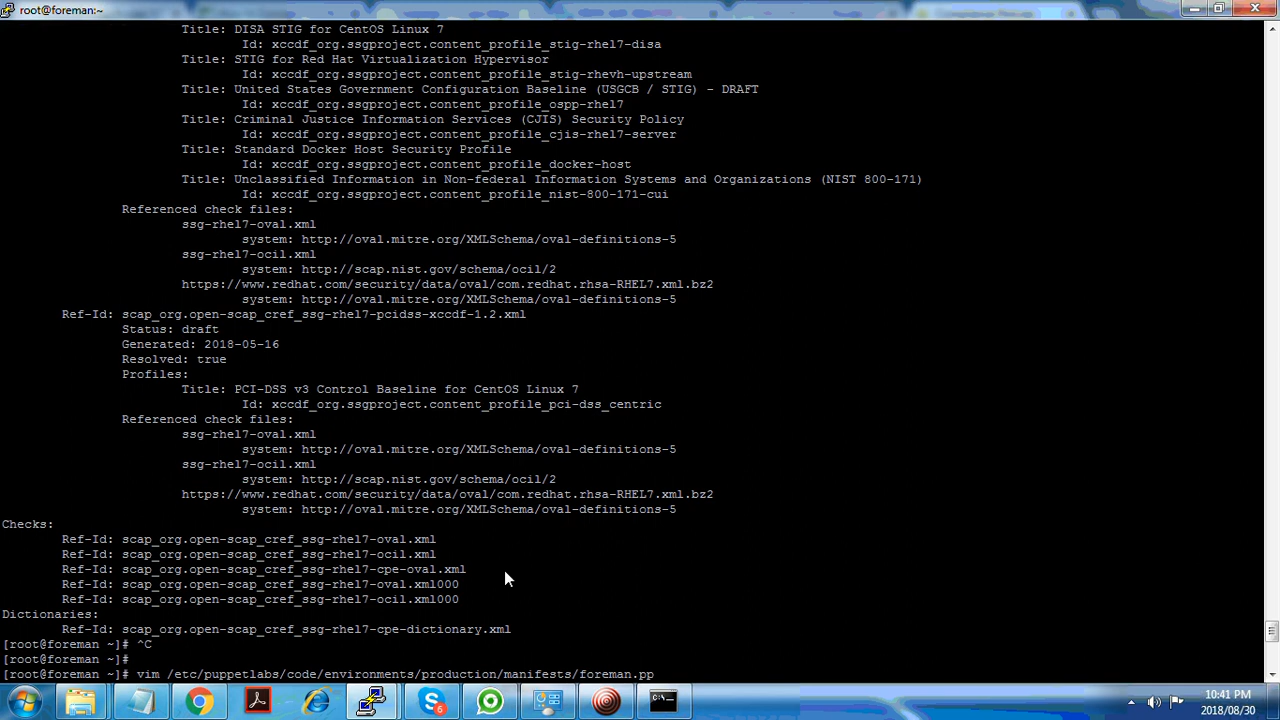 root@foreman:~
Title: DISA STIG for CentOS Linux 7
Id: xccdf_org.ssgproject.content_profile_stig-rhel7-disa
Title: STIG for Red Hat Virtualization Hypervisor
Id: xccdf_org.ssgproject.content_profile_stig-rhevh-upstream
Title: United States Government Configuration Baseline (USGCB / STIG) - DRAFT
Id: xccdf_org.ssgproject.content_profile_ospp-rhel7
Title: Criminal Justice Information Services (CJIS) Security Policy
Id: xccdf_org.ssgproject.content_profile_cjis-rhel7-server
Title: Standard Docker Host Security Profile
Id: xccdf_org.ssgproject.content_profile_docker-host
Title: Unclassified Information in Non-federal Information Systems and Organizations (NIST 800-171)
Id: xccdf_org.ssgproject.content_profile_nist-800-171-cui
Referenced check files:
ssg-rhel7-oval.xml
system: http://oval.mitre.org/XMLSchema/oval-definitions-5
ssg-rhel7-ocil.xml
system: http://scap.nist.gov/schema/ocil/2
https://www.redhat.com/security/data/oval/com.redhat.rhsa-RHEL7.xml.bz2
system: http://oval.mitre.org/XMLSchema/oval-definitions-5
Ref-Id: scap_org.open-scap_cref_ssg-rhel7-pcidss-xccdf-1.2.xml
Status: draft
Generated: 2018-05-16
Resolved: true
Profiles:
Title: PCI-DSS v3 Control Baseline for CentOS Linux 7
Id: xccdf_org.ssgproject.content_profile_pci-dss_centric
Referenced check files:
ssg-rhel7-oval.xml
system: http://oval.mitre.org/XMLSchema/oval-definitions-5
ssg-rhel7-ocil.xml
system: http://scap.nist.gov/schema/ocil/2
https://www.redhat.com/security/data/oval/com.redhat.rhsa-RHEL7.xml.bz2
system: http://oval.mitre.org/XMLSchema/oval-definitions-5
Checks:
Ref-Id: scap_org.open-scap_cref_ssg-rhel7-oval.xml
Ref-Id: scap_org.open-scap_cref_ssg-rhel7-ocil.xml
Ref-Id: scap_org.open-scap_cref_ssg-rhel7-cpe-oval.xml
Ref-Id: scap_org.open-scap_cref_ssg-rhel7-oval.xml000
Ref-Id: scap_org.open-scap_cref_ssg-rhel7-ocil.xml000
Dictionaries:
Ref-Id: scap_org.open-scap_cref_ssg-rhel7-cpe-dictionary.xml
[root@foreman ~]# ^C
[root@foreman ~]#
[root@foreman ~]# vim /etc/puppetlabs/code/environments/production/manifests/foreman.pp
6
10:41 PM
2018/08/30